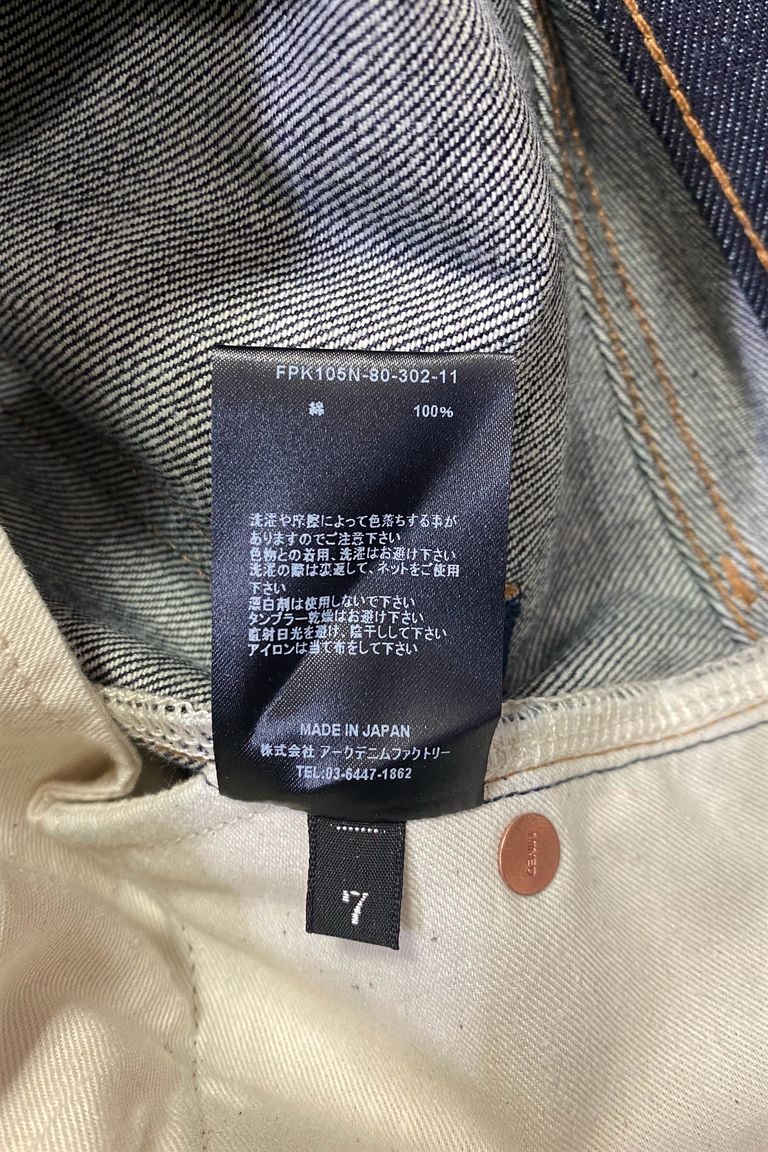 FPK105N-80-302-11
綿 100%
洗濯や摩擦によって色落ちする事が
ありますのでご注意下さい
色物との着用、洗濯はお避け下さい
洗濯の際は裏返して、ネットをご使用
下さい
漂白剤は使用しないで下さい
タンブラー乾燥はお避け下さい
直射日光を避け、陰干しして下さい
アイロンは当て布をして下さい
MADE IN JAPAN
株式会社 アークデニムファクトリー
TEL:03-6447-1862
7